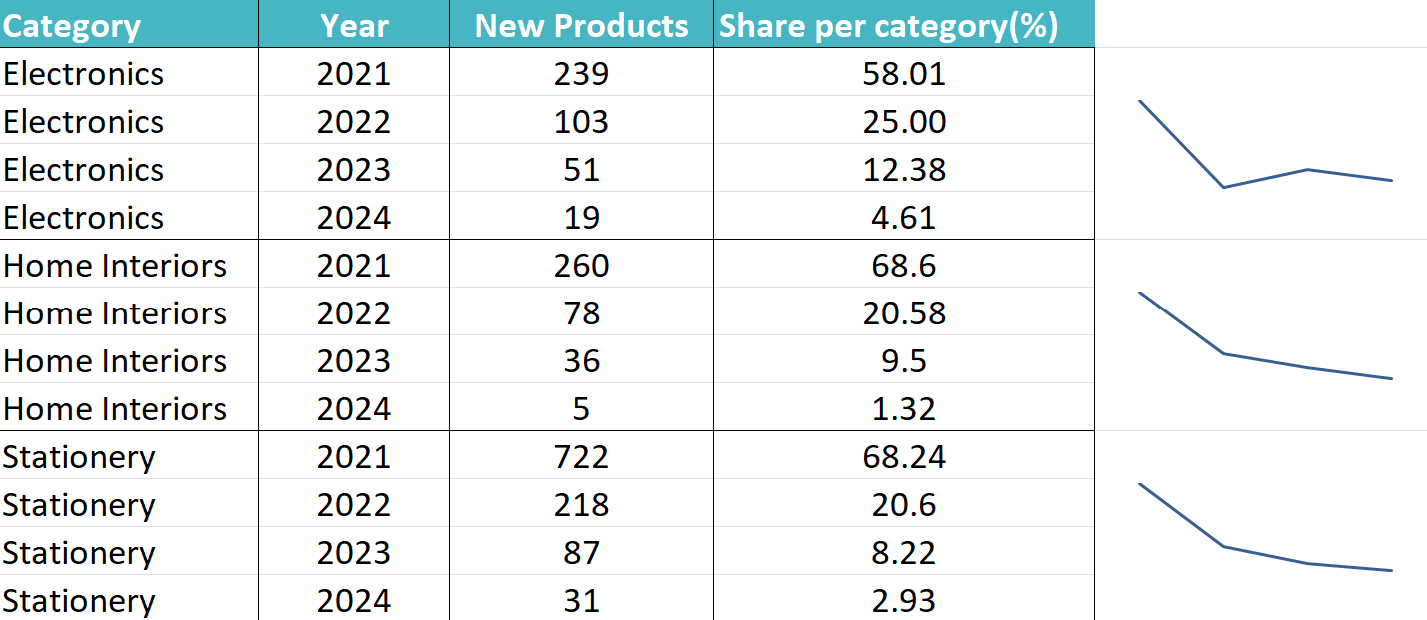 Category Year New Products Share per category(%)
Electronics 2021 239 58.01
Electronics 2022 103 25.00
Electronics 2023 51 12.38
Electronics 2024 19 4.61
Home Interiors 2021 260 68.6
Home Interiors 2022 78 20.58
Home Interiors 2023 36 9.5
Home Interiors 2024 5 1.32
Stationery 2021 722 68.24
Stationery 2022 218 20.6
Stationery 2023 87 8.22
Stationery 2024 31 2.93